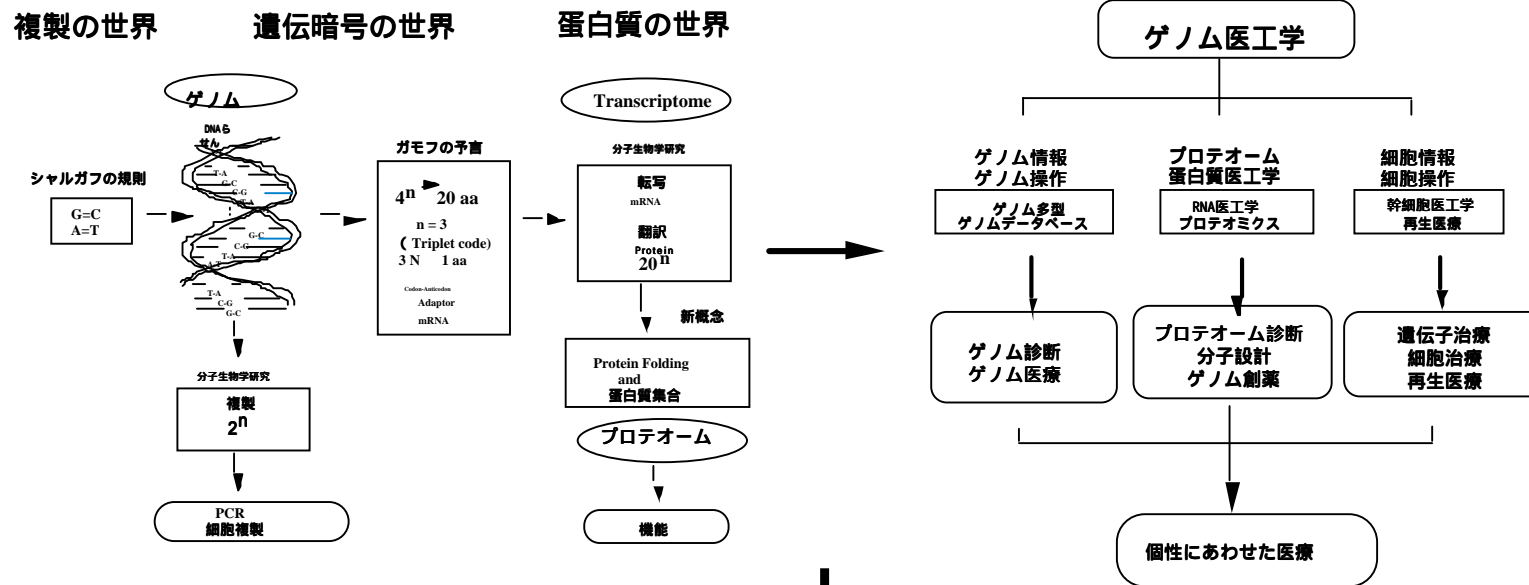 複製の世界
遺伝暗号の世界
蛋白質の世界
ゲノム
DNAら
せん
シャルガフの規則
G=C
A=T
T-A
G-C
C-G
T-A
G-C
C-G
T-A
A-T
T-A
C-G
G-C
分子生物学研究
複製
2n
PCR
細胞複製
ガモフの予言
4n 20 aa
n = 3
( Triplet code)
3 N 1 aa
Codon-Anticodon
Adaptor
mRNA
Transcriptome
分子生物学研究
転写
mRNA
翻訳
Protein
20n
新概念
Protein Folding
and
蛋白質集合
プロテオーム
機能
ゲノム医工学
ゲノム情報
ゲノム操作
ゲノム多型
ゲノムデータベース
ゲノム診断
ゲノム医療
プロテオーム
蛋白質医工学
RNA医工学
プロテオミクス
プロテオーム診断
分子設計
ゲノム創薬
細胞情報
細胞操作
幹細胞医工学
再生医療
遺伝子治療
細胞治療
再生医療
個性にあわせた医療